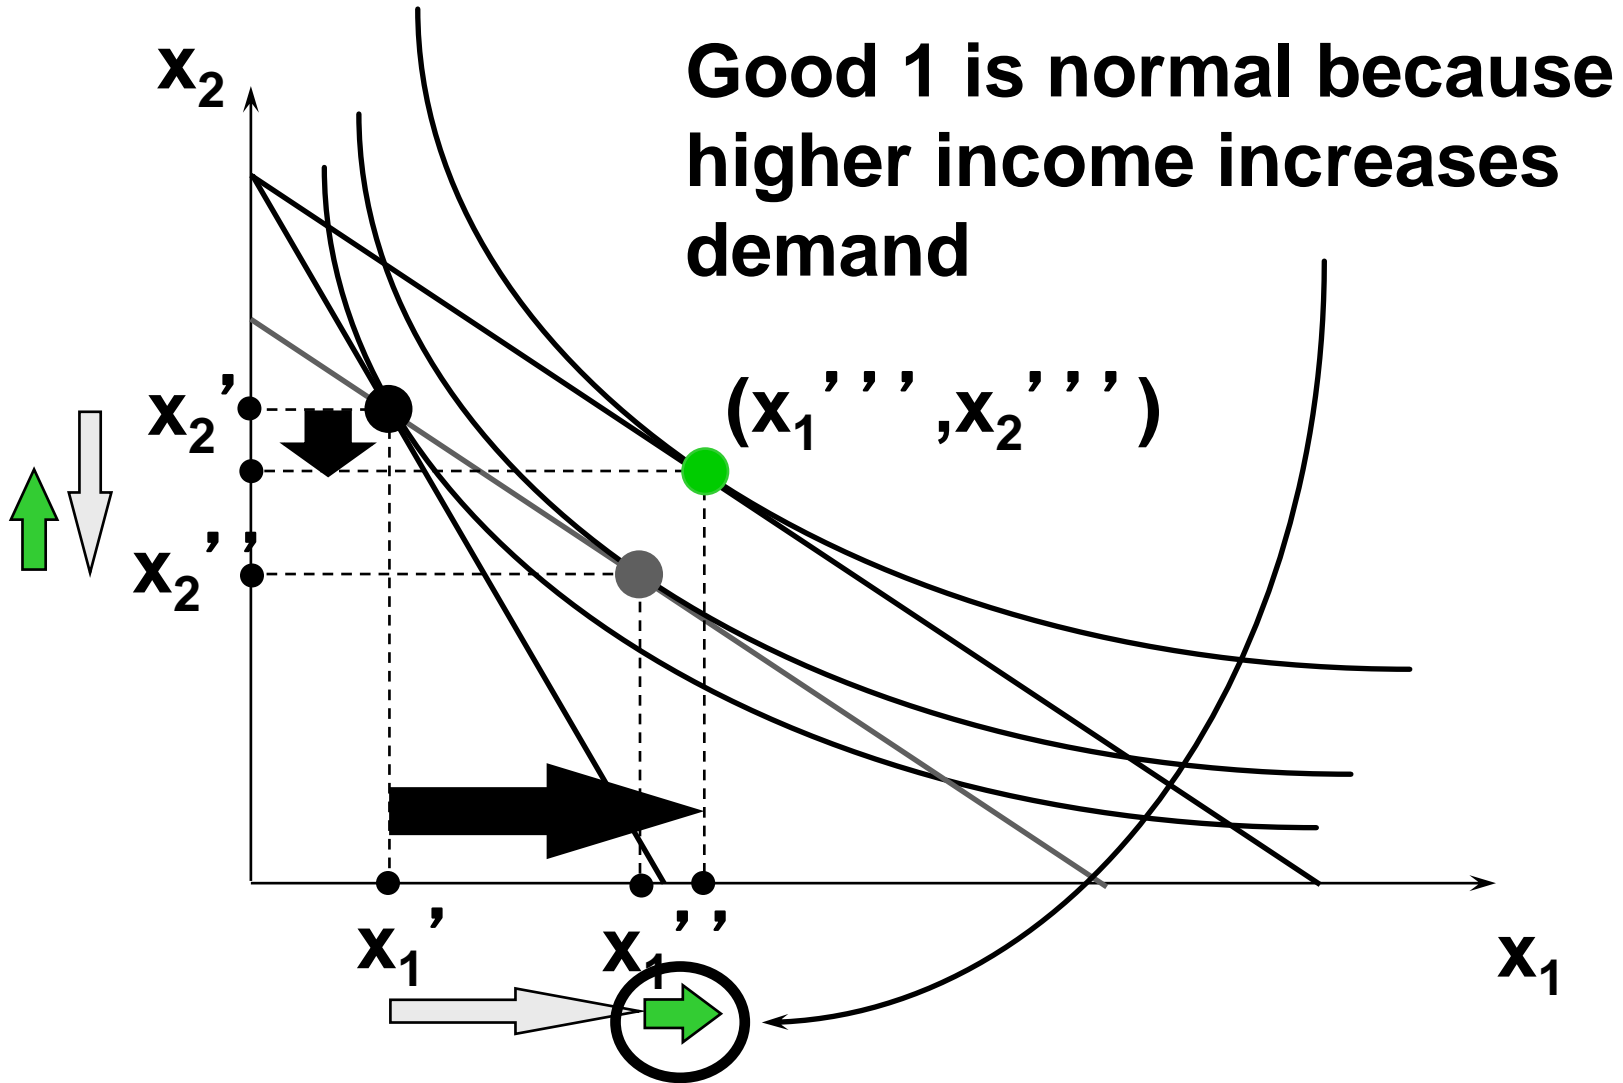 x₂
Good 1 is normal because
higher income increases
demand
x₂’
(x₁’’’,x₂’’’)
x₂’’
x₁’
x₁’’
x₁